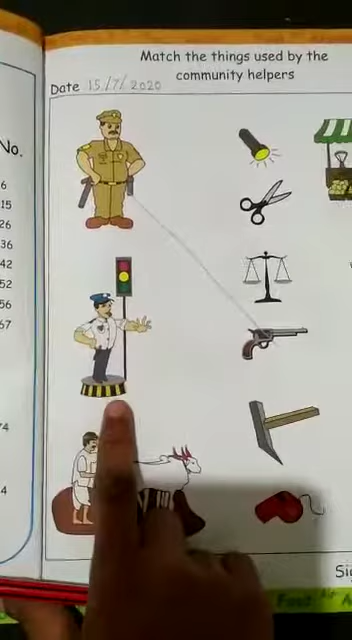 Match the things used by the
community helpers
Date 15/7/2020
No.
6
15
26
36
42
52
56
67
74
4